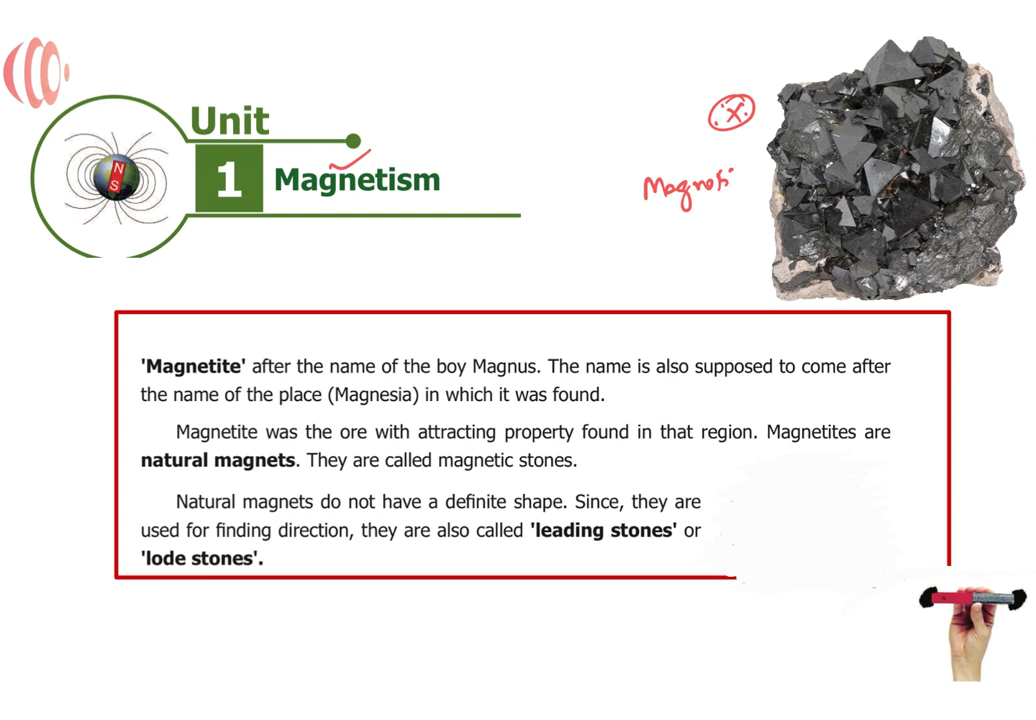 Unit
1 Magnetism
N
S
Magneti
'Magnetite' after the name of the boy Magnus. The name is also supposed to come after
the name of the place (Magnesia) in which it was found.
Magnetite was the ore with attracting property found in that region. Magnetites are
natural magnets. They are called magnetic stones.
Natural magnets do not have a definite shape. Since, they are
used for finding direction, they are also called 'leading stones' or
'lode stones'.